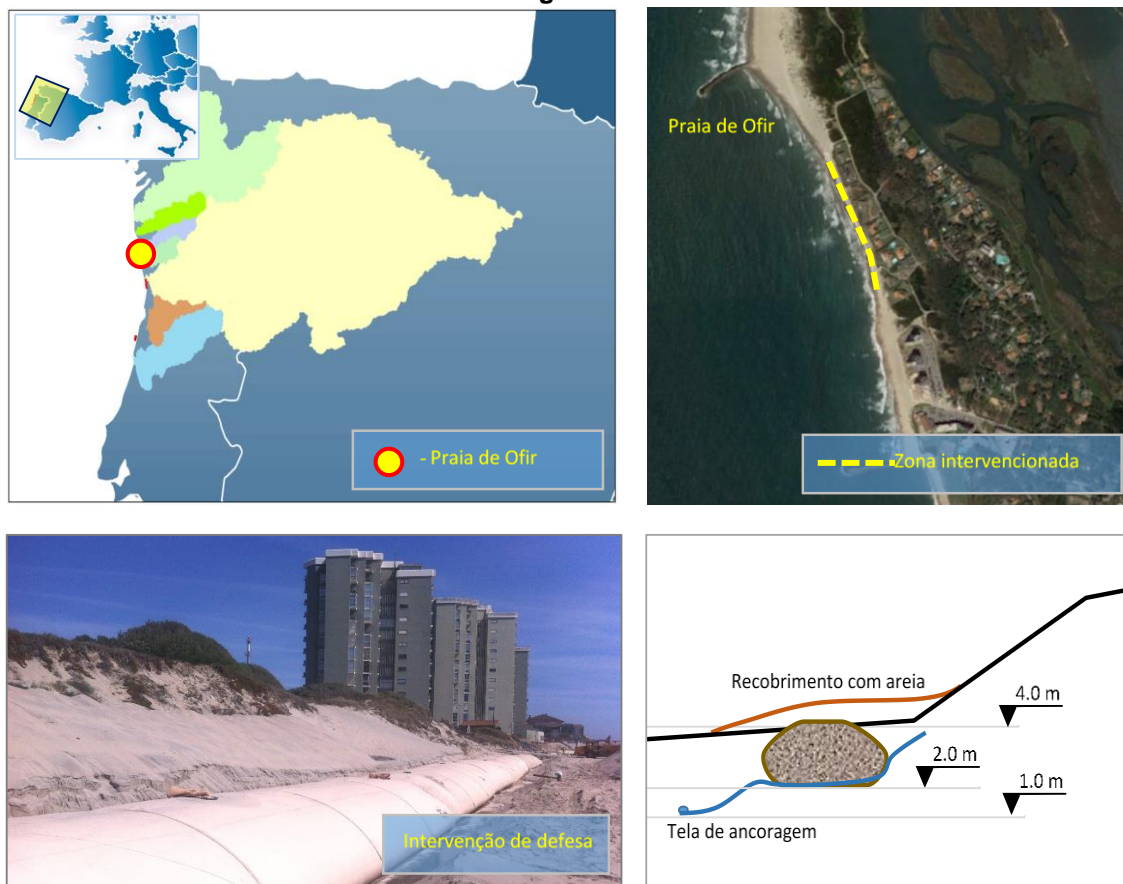 Praia de Ofir
- Praia de Ofir
Zona intervencionada
Intervenção de defesa
Recobrimento com areia
4.0 m
2.0 m
1.0 m
Tela de ancoragem